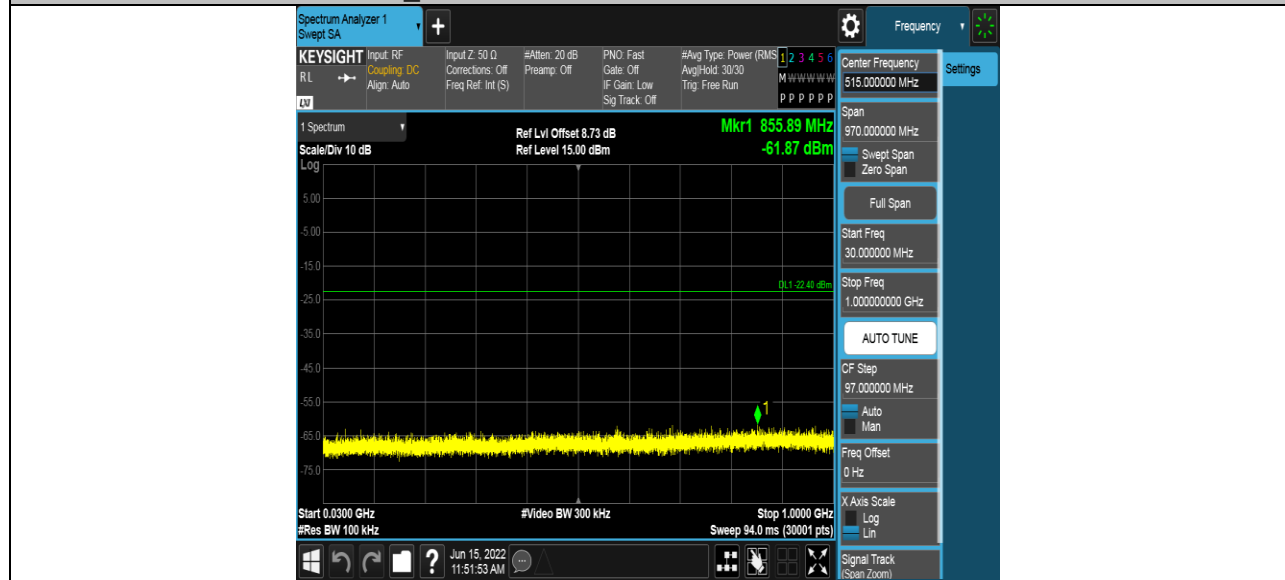 Spectrum Analyzer 1
Swept SA
+
Frequency
KEYSIGHT
RL
LXI
Input: RF
Coupling: DC
Align: Auto
Input Z: 50 Ω
Corrections: Off
Freq Ref: Int (S)
#Atten: 20 dB
Preamp: Off
PNO: Fast
Gate: Off
IF Gain: Low
Sig Track: Off
#Avg Type: Power (RMS
Avg|Hold: 30/30
Trig: Free Run
1 2 3 4 5 6
M W W W W W
P P P P P P
Center Frequency
515.000000 MHz
Settings
1 Spectrum
Scale/Div 10 dB
Log
Ref Lvl Offset 8.73 dB
Ref Level 15.00 dBm
Mkr1 855.89 MHz
-61.87 dBm
Span
970.000000 MHz
Swept Span
Zero Span
Full Span
Start Freq
30.000000 MHz
Stop Freq
1.000000000 GHz
AUTO TUNE
CF Step
97.000000 MHz
Auto
Man
Freq Offset
0 Hz
X Axis Scale
Log
Lin
Signal Track
(Span Zoom)
5.00
-5.00
-15.0
DL1 -22.40 dBm
-25.0
-35.0
-45.0
-55.0
1
-65.0
-75.0
Start 0.0300 GHz
#Res BW 100 kHz
#Video BW 300 kHz
Stop 1.0000 GHz
Sweep 94.0 ms (30001 pts)
?
Jun 15, 2022
11:51:53 AM